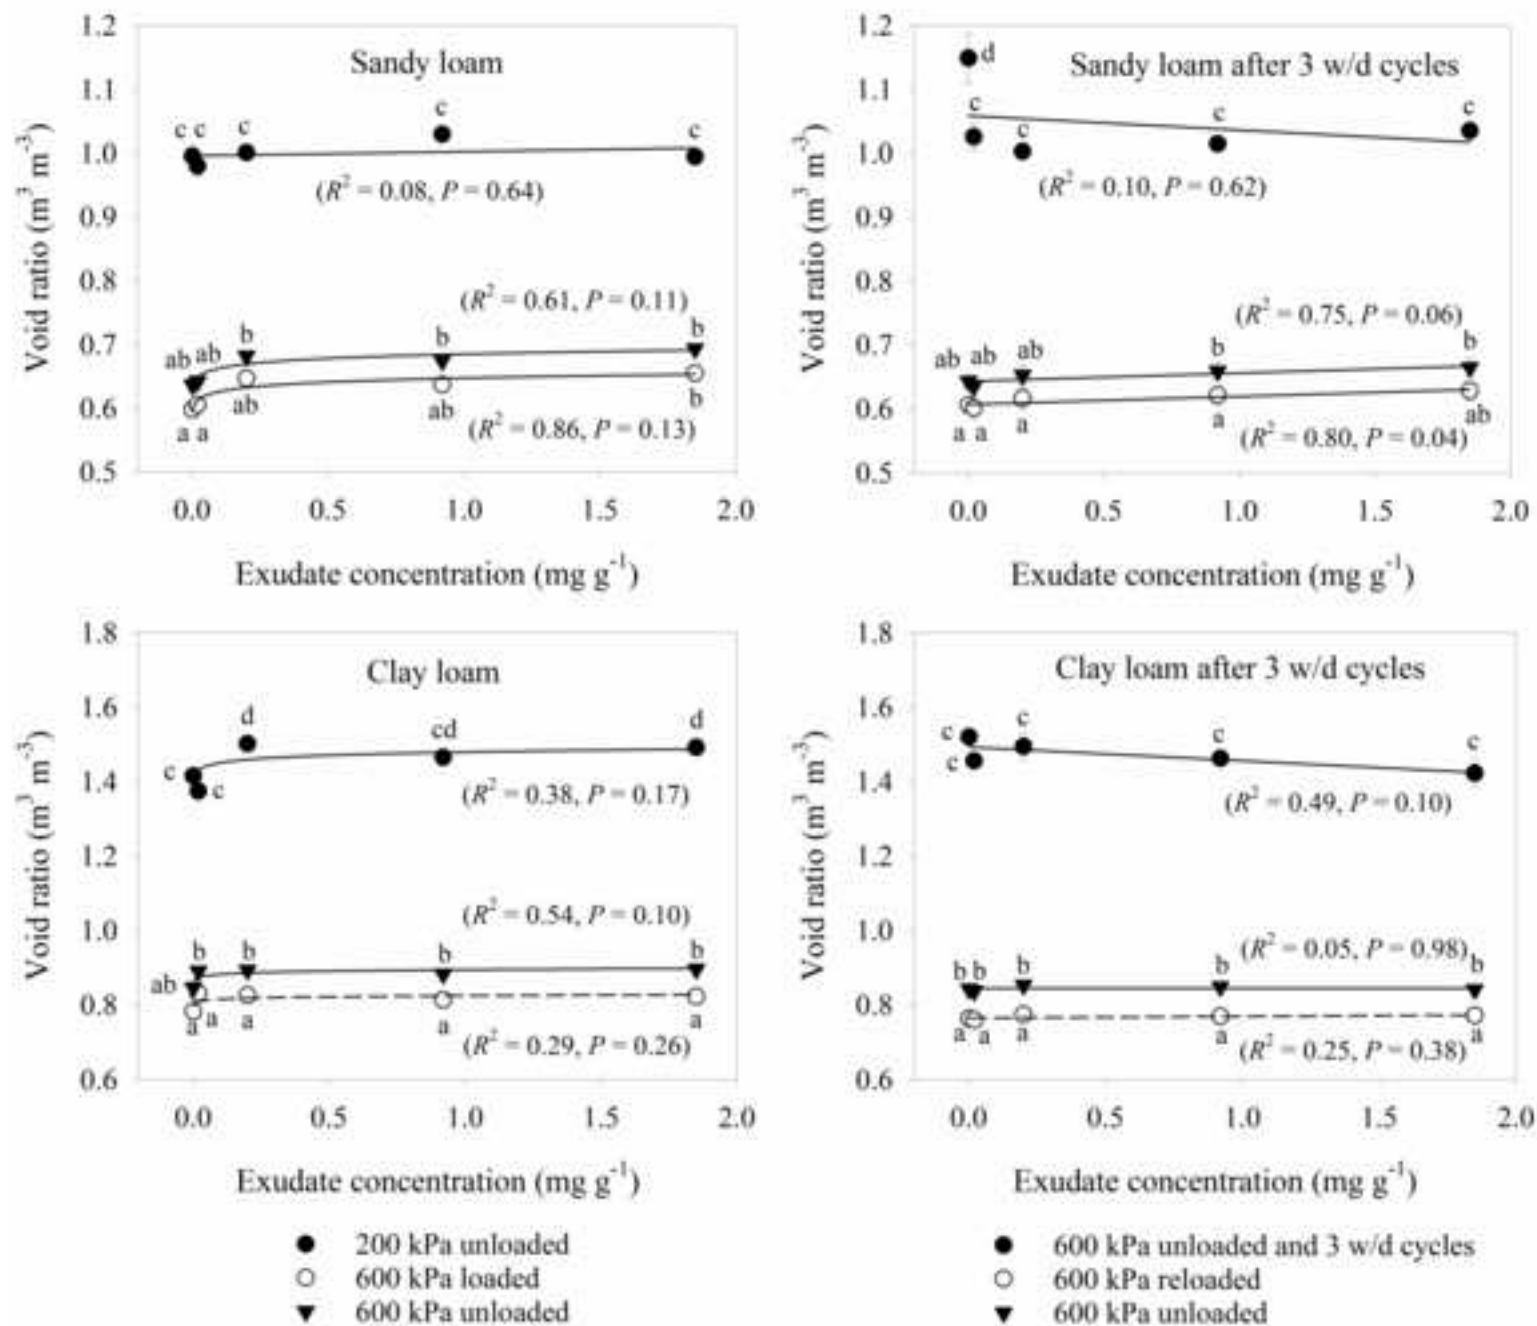 Sandy loam
1.2
1.1
1.0
0.9
0.8
0.7
0.6
0.5
Void ratio (m³ m⁻³)
c c c c c
(R² = 0.08, P = 0.64)
(R² = 0.61, P = 0.11)
ab ab b b b
a a ab ab b
(R² = 0.86, P = 0.13)
0.0 0.5 1.0 1.5 2.0
Exudate concentration (mg g⁻¹)
Sandy loam after 3 w/d cycles
1.2
1.1
1.0
0.9
0.8
0.7
0.6
0.5
Void ratio (m³ m⁻³)
d c c c c
(R² = 0.10, P = 0.62)
(R² = 0.75, P = 0.06)
ab ab ab b b
a a a a ab
(R² = 0.80, P = 0.04)
0.0 0.5 1.0 1.5 2.0
Exudate concentration (mg g⁻¹)
Clay loam
1.8
1.6
1.4
1.2
1.0
0.8
0.6
Void ratio (m³ m⁻³)
c c d cd d
(R² = 0.38, P = 0.17)
(R² = 0.54, P = 0.10)
ab b b b b
a a a a a
(R² = 0.29, P = 0.26)
0.0 0.5 1.0 1.5 2.0
Exudate concentration (mg g⁻¹)
200 kPa unloaded
600 kPa loaded
600 kPa unloaded
Clay loam after 3 w/d cycles
1.8
1.6
1.4
1.2
1.0
0.8
0.6
Void ratio (m³ m⁻³)
c c c c c
(R² = 0.49, P = 0.10)
(R² = 0.05, P = 0.98)
b b b b b
a a a a a
(R² = 0.25, P = 0.38)
0.0 0.5 1.0 1.5 2.0
Exudate concentration (mg g⁻¹)
600 kPa unloaded and 3 w/d cycles
600 kPa reloaded
600 kPa unloaded